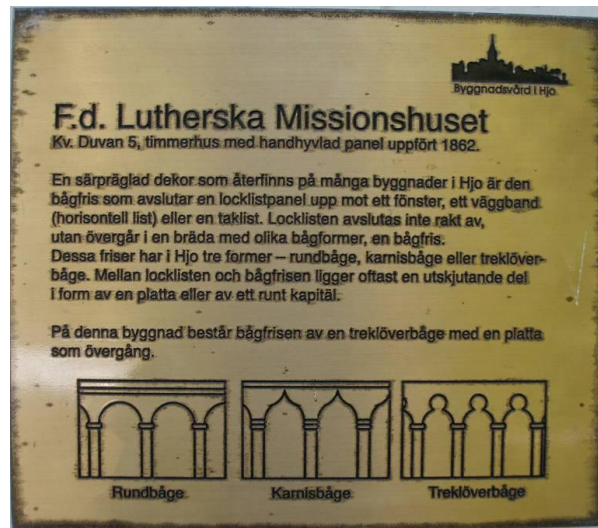 Byggnadsvård i Hjo
F.d. Lutherska Missionshuset
Kv. Duvan 5, timmerhus med handhyvlad panel uppfört 1862.
En särpräglad dekor som återfinns på många byggnader i Hjo är den
bågfris som avslutar en locklistpanel upp mot ett fönster, ett väggband
(horisontell list) eller en taklist. Locklisten avslutas inte rakt av,
utan övergår i en bräda med olika bågformer, en bågfris.
Dessa friser har i Hjo tre former – rundbåge, karnisbåge eller treklöver-
båge. Mellan locklisten och bågfrisen ligger oftast en utskjutande del
i form av en platta eller av ett runt kapitäl.
På denna byggnad består bågfrisen av en treklöverbåge med en platta
som övergång.
Rundbåge Karnisbåge Treklöverbåge